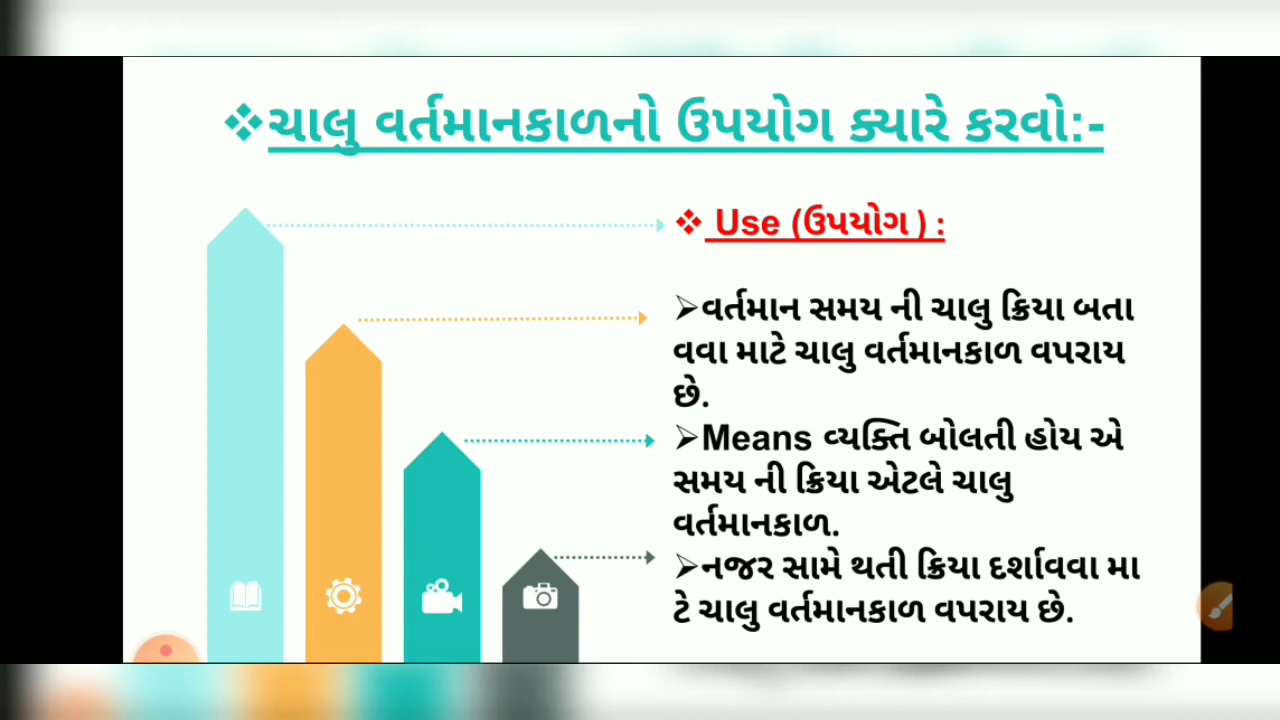 ❖ચાલુ વર્તમાનકાળનો ઉપયોગ ક્યારે કરવો:-
❖ Use (ઉપયોગ ) :
➢વર્તમાન સમય ની ચાલુ ક્રિયા બતા
વવા માટે ચાલુ વર્તમાનકાળ વપરાય
છે.
➢Means વ્યક્તિ બોલતી હોય એ
સમય ની ક્રિયા એટલે ચાલુ
વર્તમાનકાળ.
➢નજર સામે થતી ક્રિયા દર્શાવવા મા
ટે ચાલુ વર્તમાનકાળ વપરાય છે.